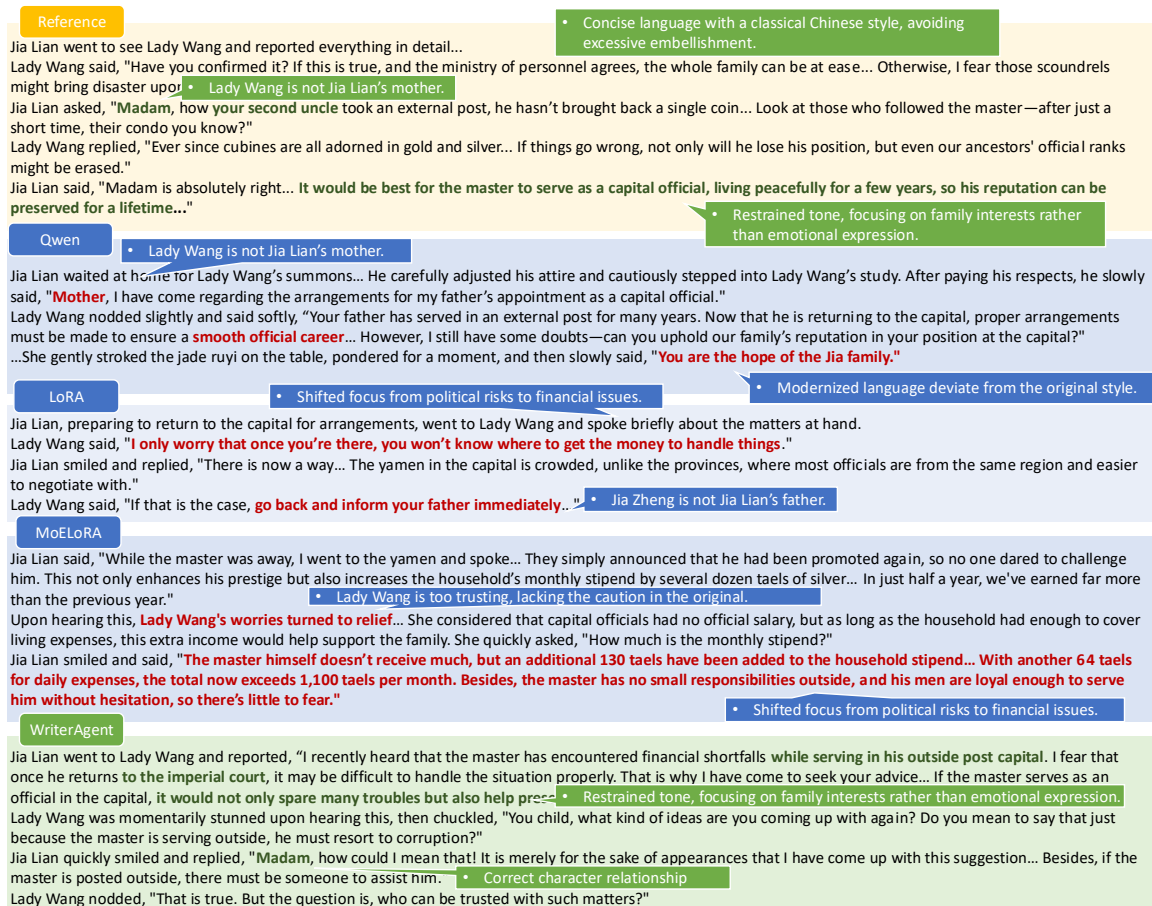 Reference
• Concise language with a classical Chinese style, avoiding
excessive embellishment.
Jia Lian went to see Lady Wang and reported everything in detail...
Lady Wang said, "Have you confirmed it? If this is true, and the ministry of personnel agrees, the whole family can be at ease... Otherwise, I fear those scoundrels
might bring disaster upon
• Lady Wang is not Jia Lian's mother.
Jia Lian asked, "Madam, how your second uncle took an external post, he hasn't brought back a single coin... Look at those who followed the master—after just a
short time, their condo you know?"
Lady Wang replied, "Ever since cubines are all adorned in gold and silver... If things go wrong, not only will he lose his position, but even our ancestors' official ranks
might be erased."
Jia Lian said, "Madam is absolutely right... It would be best for the master to serve as a capital official, living peacefully for a few years, so his reputation can be
preserved for a lifetime..."
• Restrained tone, focusing on family interests rather
than emotional expression.
Qwen
• Lady Wang is not Jia Lian's mother.
Jia Lian waited at home for Lady Wang's summons... He carefully adjusted his attire and cautiously stepped into Lady Wang's study. After paying his respects, he slowly
said, "Mother, I have come regarding the arrangements for my father's appointment as a capital official."
Lady Wang nodded slightly and said softly, “Your father has served in an external post for many years. Now that he is returning to the capital, proper arrangements
must be made to ensure a smooth official career... However, I still have some doubts—can you uphold our family's reputation in your position at the capital?"
...She gently stroked the jade ruyi on the table, pondered for a moment, and then slowly said, "You are the hope of the Jia family."
• Modernized language deviate from the original style.
LoRA
• Shifted focus from political risks to financial issues.
Jia Lian, preparing to return to the capital for arrangements, went to Lady Wang and spoke briefly about the matters at hand.
Lady Wang said, "I only worry that once you're there, you won't know where to get the money to handle things."
Jia Lian smiled and replied, "There is now a way... The yamen in the capital is crowded, unlike the provinces, where most officials are from the same region and easier
to negotiate with."
Lady Wang said, "If that is the case, go back and inform your father immediately.. "
• Jia Zheng is not Jia Lian's father.
MoELoRA
Jia Lian said, "While the master was away, I went to the yamen and spoke... They simply announced that he had been promoted again, so no one dared to challenge
him. This not only enhances his prestige but also increases the household's monthly stipend by several dozen taels of silver... In just half a year, we've earned far more
than the previous year."
• Lady Wang is too trusting, lacking the caution in the original.
Upon hearing this, Lady Wang's worries turned to relief... She considered that capital officials had no official salary, but as long as the household had enough to cover
living expenses, this extra income would help support the family. She quickly asked, "How much is the monthly stipend?"
Jia Lian smiled and said, "The master himself doesn't receive much, but an additional 130 taels have been added to the household stipend... With another 64 taels
for daily expenses, the total now exceeds 1,100 taels per month. Besides, the master has no small responsibilities outside, and his men are loyal enough to serve
him without hesitation, so there's little to fear."
• Shifted focus from political risks to financial issues.
WriterAgent
Jia Lian went to Lady Wang and reported, “I recently heard that the master has encountered financial shortfalls while serving in his outside post capital. I fear that
once he returns to the imperial court, it may be difficult to handle the situation properly. That is why I have come to seek your advice... If the master serves as an
official in the capital, it would not only spare many troubles but also help
• Restrained tone, focusing on family interests rather than emotional expression.
Lady Wang was momentarily stunned upon hearing this, then chuckled, "You child, what kind of ideas are you coming up with again? Do you mean to say that just
because the master is serving outside, he must resort to corruption?"
Jia Lian quickly smiled and replied, "Madam, how could I mean that! It is merely for the sake of appearances that I have come up with this suggestion... Besides, if the
master is posted outside, there must be someone to assist him.
• Correct character relationship
Lady Wang nodded, "That is true. But the question is, who can be trusted with such matters?"